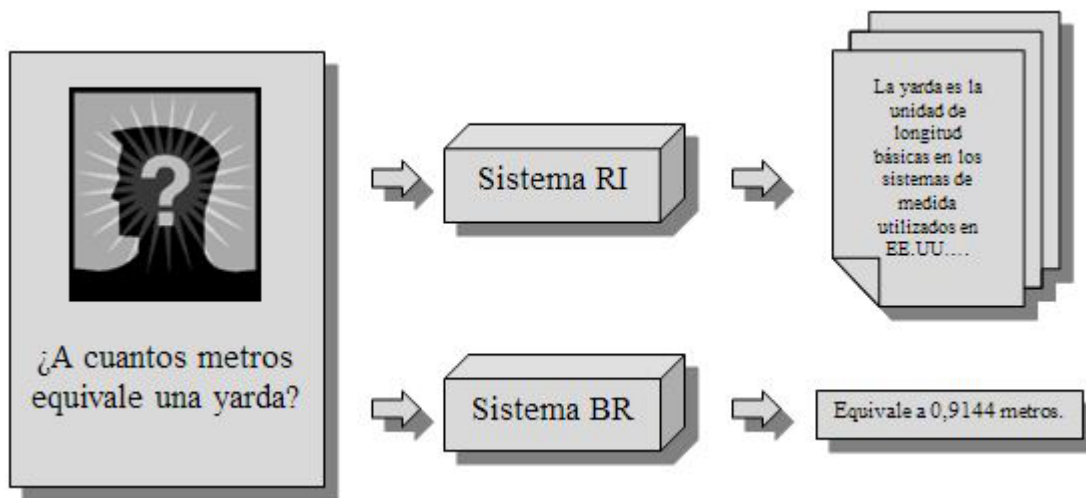 ¿A cuantos metros
equivale una yarda?
Sistema RI
La yarda es la
unidad de
longitud
básicas en los
sistemas de
medida
utilizados en
EE.UU….
Sistema BR
Equivale a 0,9144 metros.